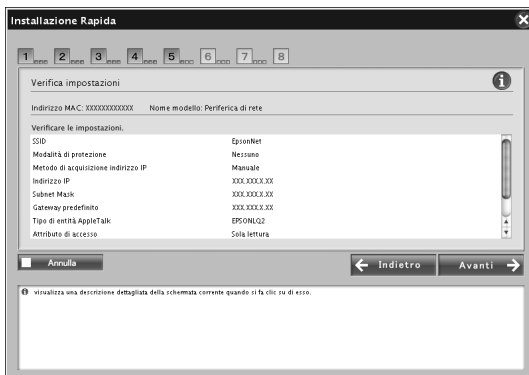 Installazione Rapida
1 2 3 4 5 6 7 8
Verifica impostazioni
Indirizzo MAC: XXXXXXXXXXXX Nome modello: Periferica di rete
Verificare le impostazioni.
SSID EpsonNet
Modalità di protezione Nessuno
Metodo di acquisizione indirizzo IP Manuale
Indirizzo IP XXX.XXX.X.XX
Subnet Mask XXX.XXX.X.XX
Gateway predefinito XXX.XXX.X.XX
Tipo di entità AppleTalk EPSONLQ2
Attributo di accesso Sola lettura
Annulla Indietro Avanti
visualizza una descrizione dettagliata della schermata corrente quando si fa clic su di esso.